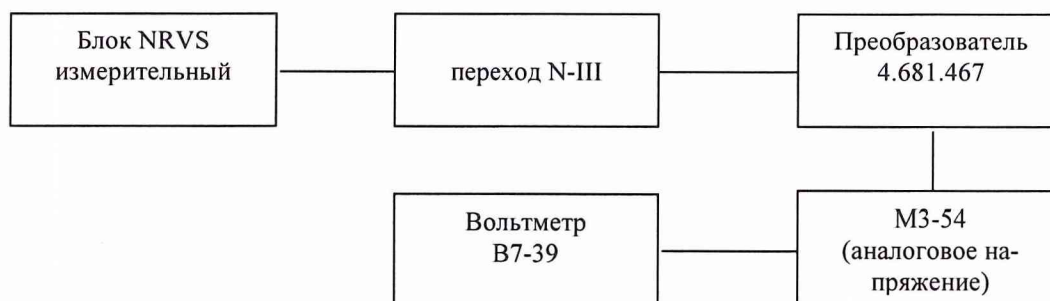 Блок NRVS
измерительный
переход N-III
Преобразователь
4.681.467
Вольтметр
В7-39
М3-54
(аналоговое на-
пряжение)